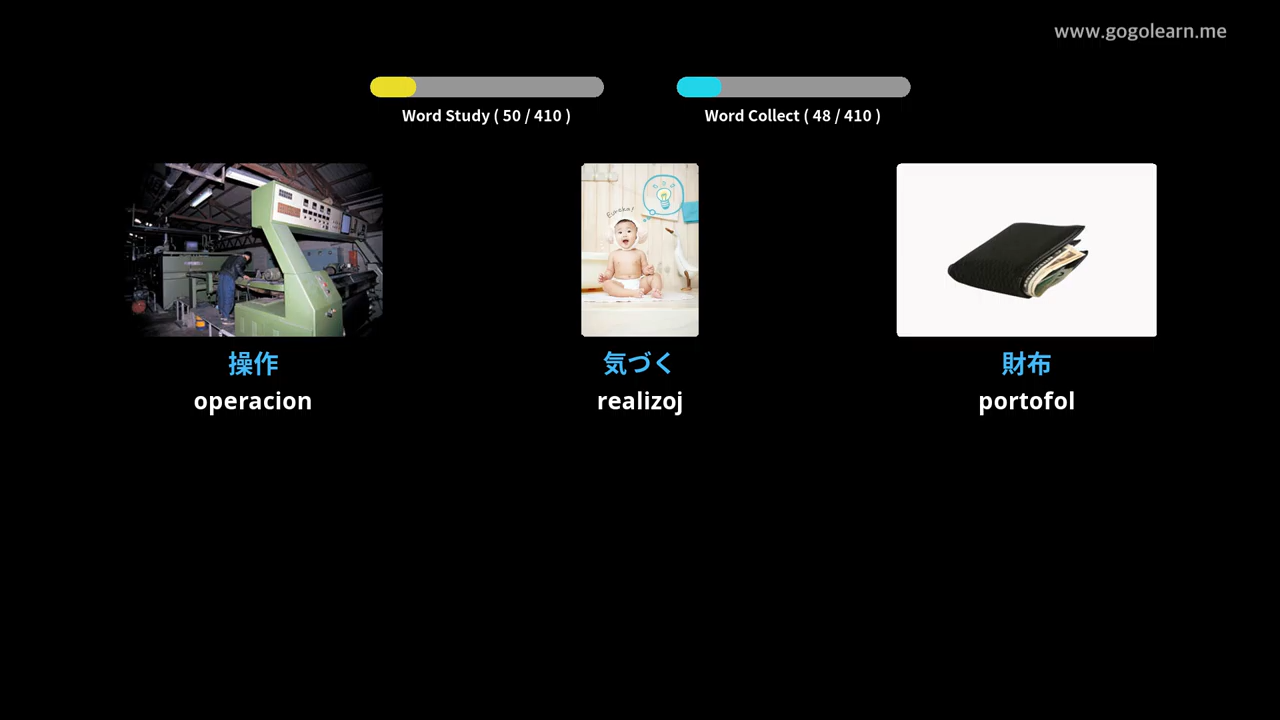 www.gogolearn.me
Word Study ( 50 / 410 )
Word Collect ( 48 / 410 )
Eureka!
操作
気づく
財布
operacion
realizoj
portofol